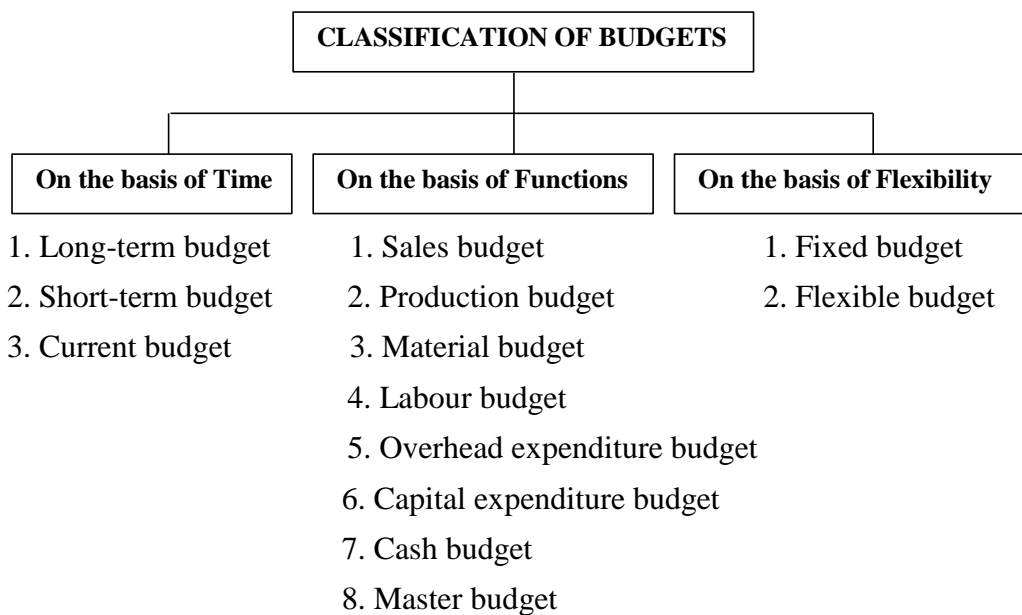 CLASSIFICATION OF BUDGETS
On the basis of Time
On the basis of Functions
On the basis of Flexibility
1. Long-term budget
2. Short-term budget
3. Current budget
1. Sales budget
2. Production budget
3. Material budget
4. Labour budget
5. Overhead expenditure budget
6. Capital expenditure budget
7. Cash budget
8. Master budget
1. Fixed budget
2. Flexible budget